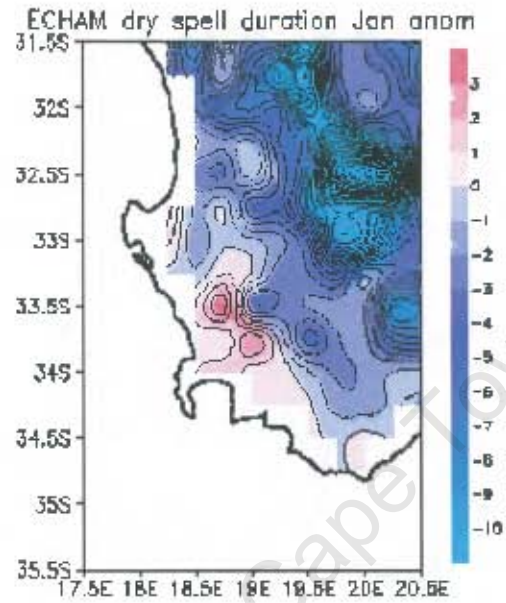 ECHAM dry spell duration Jan anom
31.5S
32S
32.5S
33S
33.5S
34S
34.5S
35S
35.5S
17.5E 18E 18.5E 19E 19.5E 20E 20.5E
3
2
1
0
-1
-2
-3
-4
-5
-6
-7
-8
-9
-10
Cape Tow